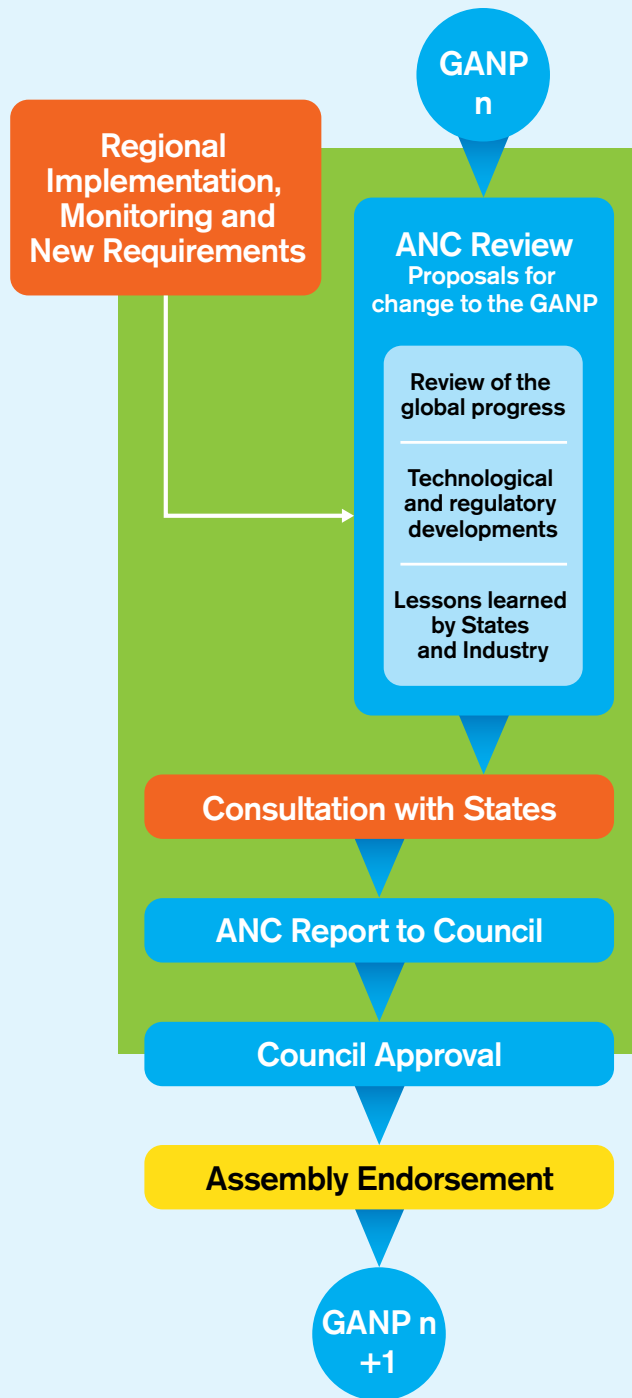 GANP
n
Regional
Implementation,
Monitoring and
New Requirements
ANC Review
Proposals for
change to the GANP
Review of the
global progress
Technological
and regulatory
developments
Lessons learned
by States
and Industry
Consultation with States
ANC Report to Council
Council Approval
Assembly Endorsement
GANP n
+1